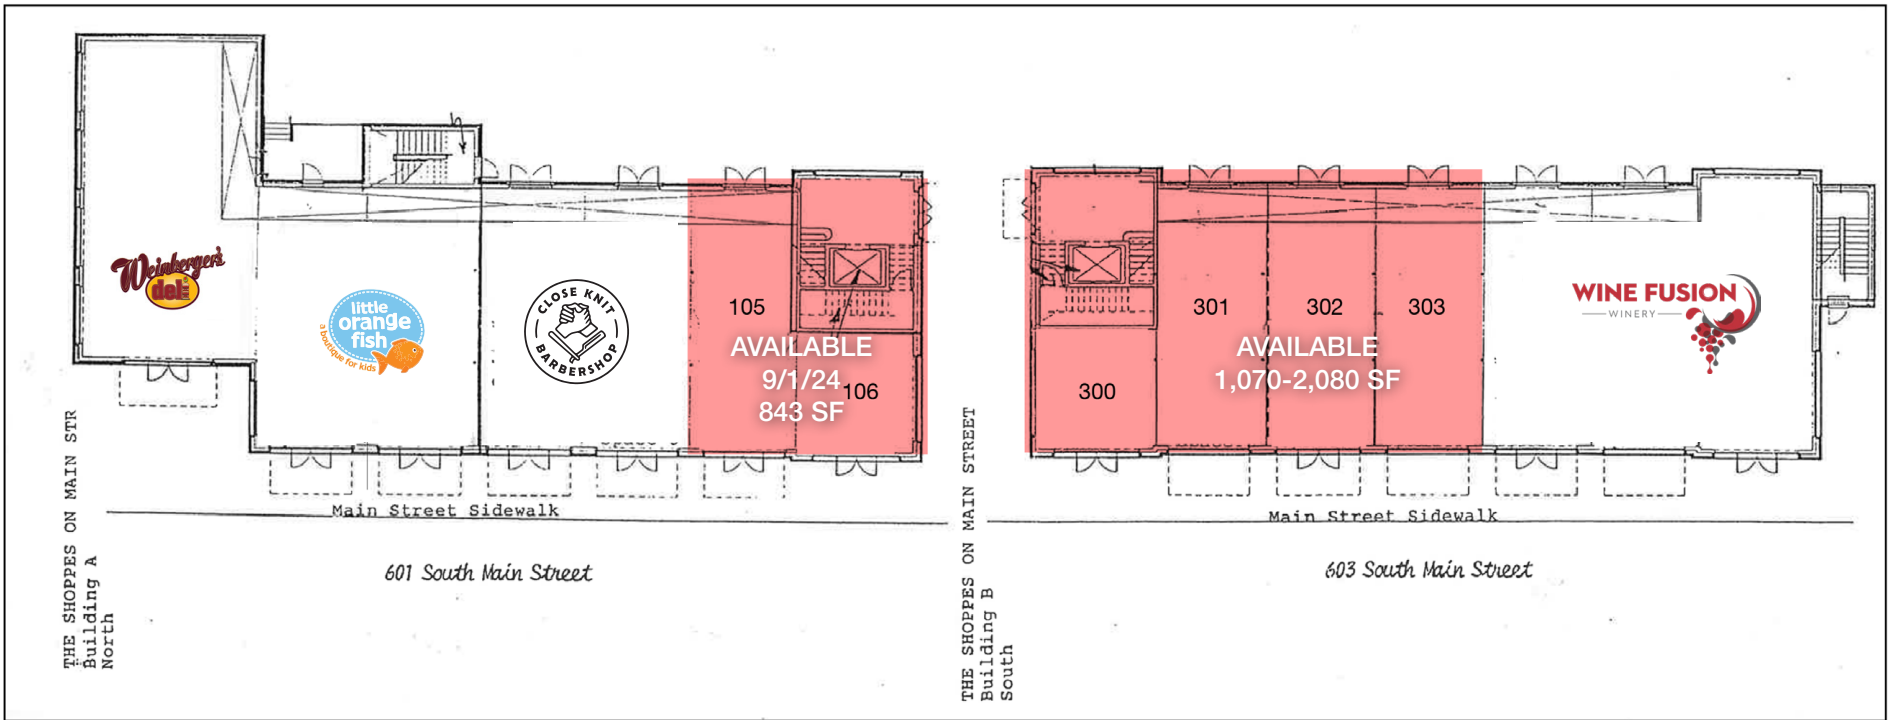 Weinberger's
deli
little
orange
fish
a boutique for kids
CLOSE KNIT
BARBERSHOP
105
AVAILABLE
9/1/24
843 SF
106
Main Street Sidewalk
601 South Main Street
THE SHOPPES ON MAIN STR
Building A
North
300
301
302
303
AVAILABLE
1,070-2,080 SF
WINE FUSION
WINERY
Main Street Sidewalk
603 South Main Street
THE SHOPPES ON MAIN STREET
Building B
South